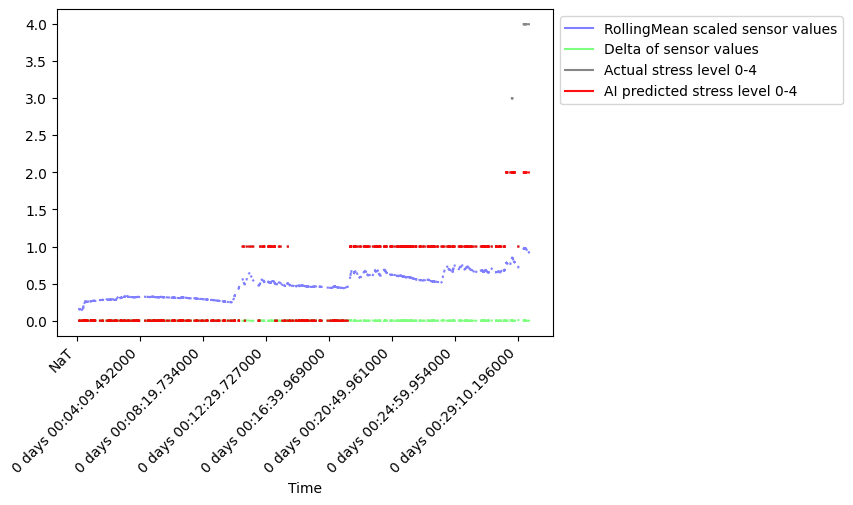 4.0
3.5
3.0
2.5
2.0
1.5
1.0
0.5
0.0
RollingMean scaled sensor values
Delta of sensor values
Actual stress level 0-4
AI predicted stress level 0-4
NaT
0 days 00:04:09.492000
0 days 00:08:19.734000
0 days 00:12:29.727000
0 days 00:16:39.969000
0 days 00:20:49.961000
0 days 00:24:59.954000
0 days 00:29:10.196000
Time